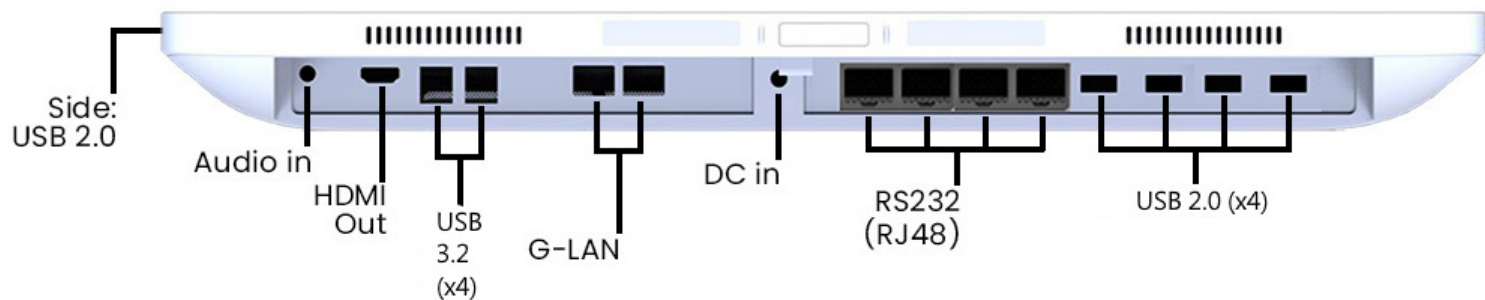 Side:
USB 2.0
Audio in
HDMI
Out
USB
3.2
(x4)
G-LAN
DC in
RS232
(RJ48)
USB 2.0 (x4)